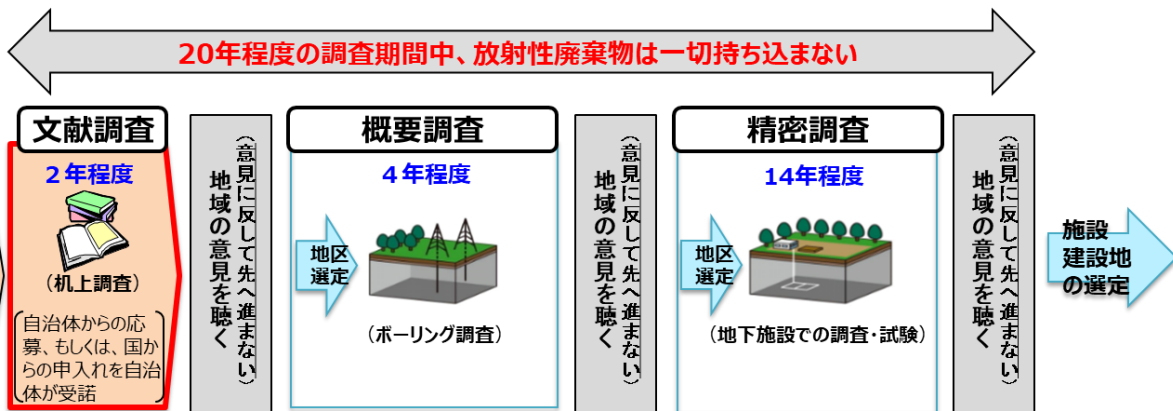 20年程度の調査期間中、放射性廃棄物は一切持ち込まない
文献調査
2年程度
(机上調査)
自治体からの応
募、もしくは、国か
らの申入れを自治
体が受諾
(意見に反して先へ進まない)
地域の意見を聴く
概要調査
4年程度
地区
選定
(ボーリング調査)
(意見に反して先へ進まない)
地域の意見を聴く
精密調査
14年程度
地区
選定
(地下施設での調査・試験)
(意見に反して先へ進まない)
地域の意見を聴く
施設
建設地
の選定